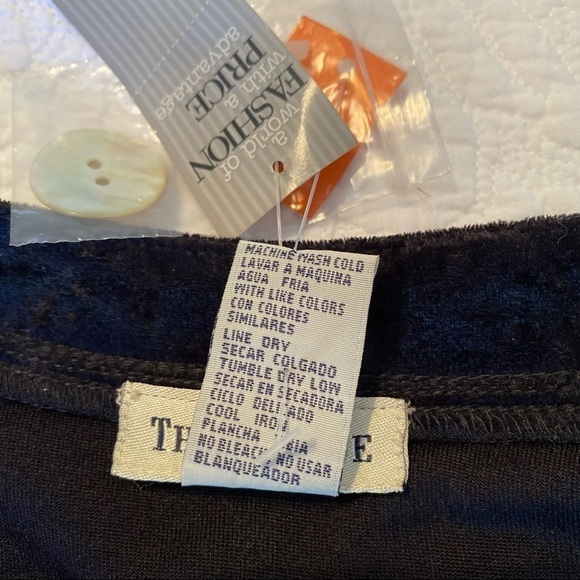 a
world of
FASHION
with a
PRICE
advantage
MACHINE WASH COLD
LAVAR A MAQUINA
AGUA FRIA
WITH LIKE COLORS
CON COLORES
SIMILARES
LINE DRY
SECAR COLGADO
TUMBLE DRY LOW
SECAR EN SECADORA
CICLO DELICADO
COOL IRON
PLANCHA TIBIA
NO BLEACH/NO USAR
BLANQUEADOR